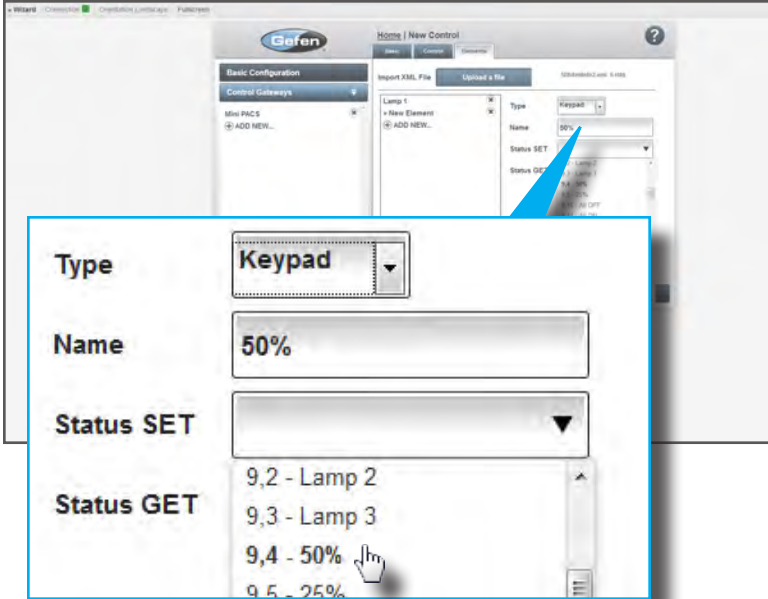 ▸ Wizard Connection Orientation Landscape Fullscreen
Gefen
Home | New Control
?
Basic Configuration
Control Gateways
Import XML File Upload a file
Mini PACS
ADD NEW...
Lamp 1
▸ New Element
ADD NEW...
Type Keypad
Name 50%
Status SET
Status GET
9,4 - 50%
Type Keypad
Name 50%
Status SET
Status GET
9,2 - Lamp 2
9,3 - Lamp 3
9,4 - 50%
9,5 - 25%